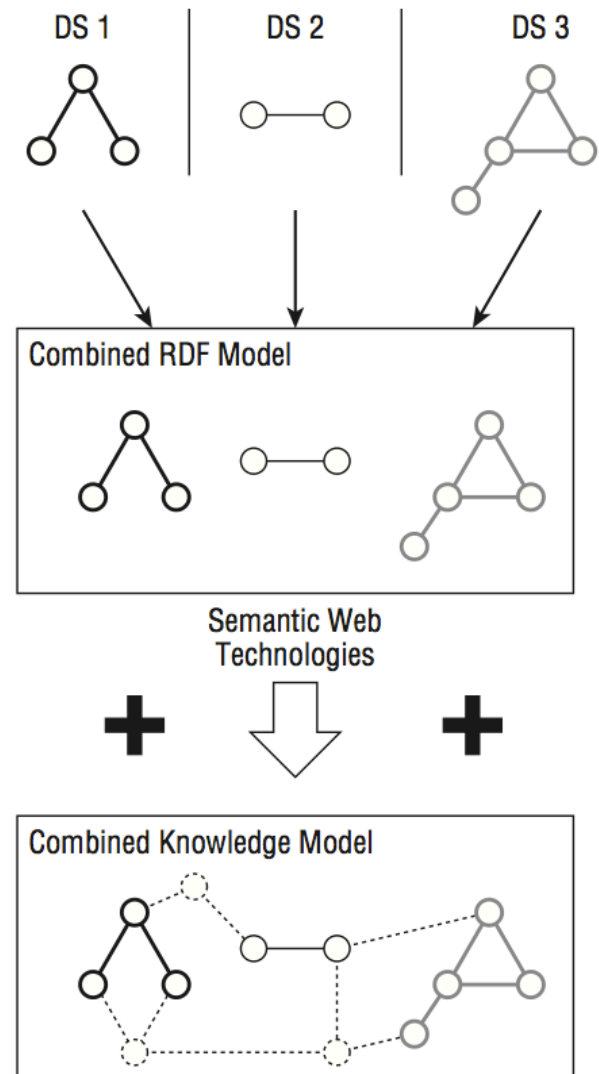 DS 1
DS 2
DS 3
Combined RDF Model
Semantic Web
Technologies
Combined Knowledge Model